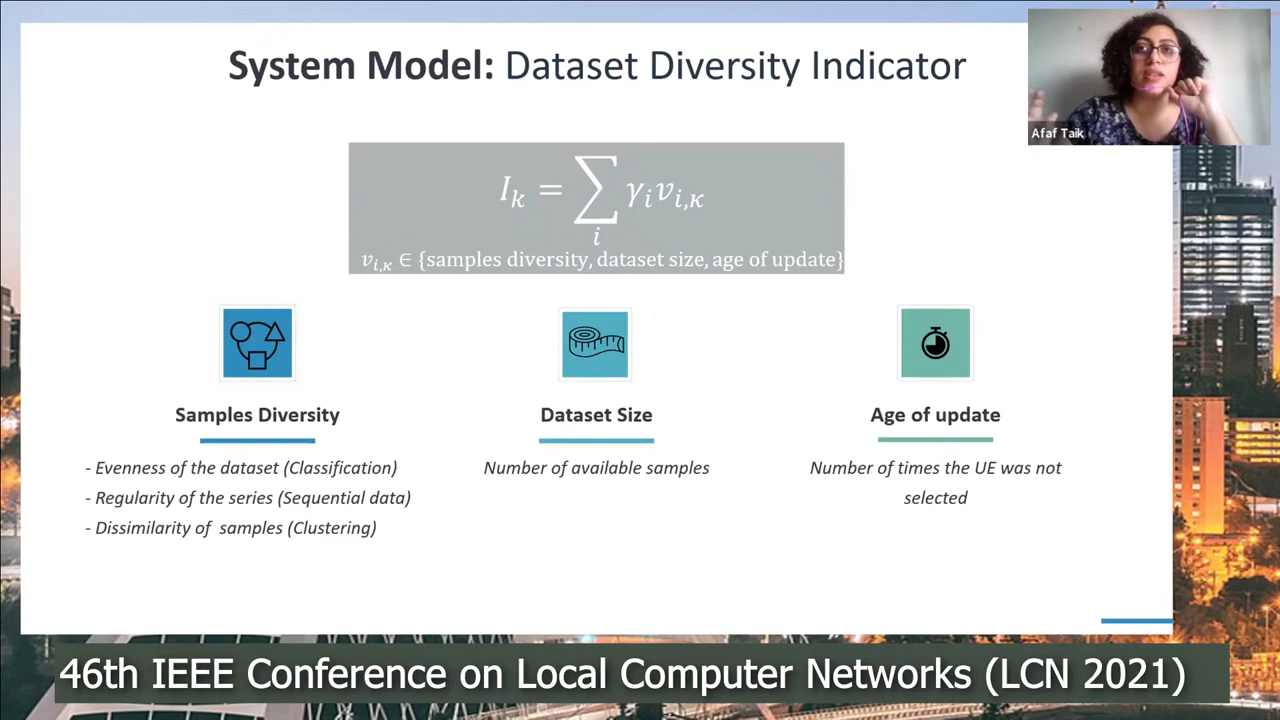 System Model: Dataset Diversity Indicator
Afaf Taik
I_k = ∑_i γ_i v_{i,κ}
v_{i,κ} ∈ {samples diversity, dataset size, age of update}
Samples Diversity
- Evenness of the dataset (Classification)
- Regularity of the series (Sequential data)
- Dissimilarity of samples (Clustering)
Dataset Size
Number of available samples
Age of update
Number of times the UE was not
selected
46th IEEE Conference on Local Computer Networks (LCN 2021)